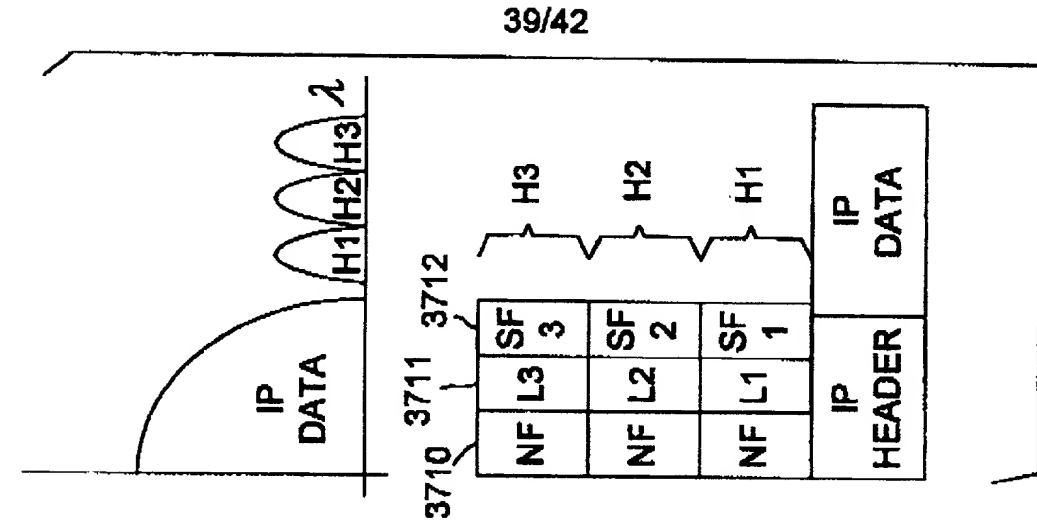 39/42
IP
DATA
H1
H2
H3
λ
3710
3711
3712
NF
L3
SF
3
H3
NF
L2
SF
2
H2
NF
L1
SF
1
H1
IP
HEADER
IP
DATA